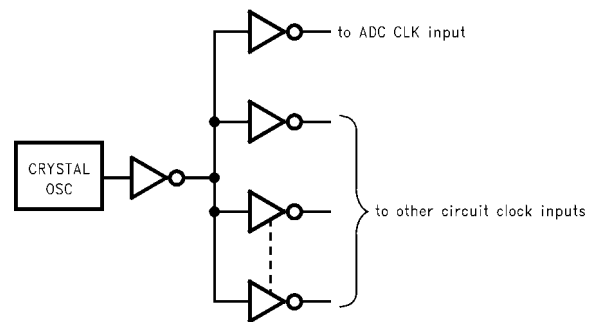 to ADC CLK input
CRYSTAL
OSC
to other circuit clock inputs